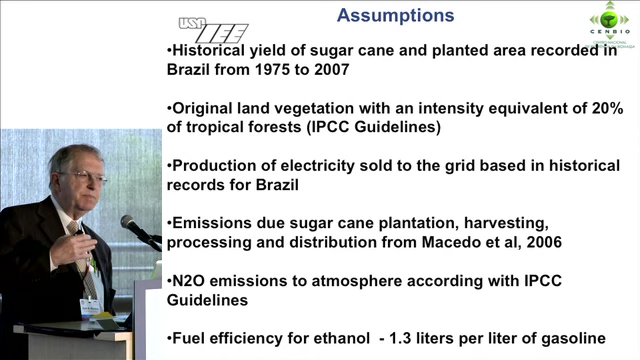 Assumptions
USP
IEE
CENBIO
•Historical yield of sugar cane and planted area recorded in
Brazil from 1975 to 2007
•Original land vegetation with an intensity equivalent of 20%
of tropical forests (IPCC Guidelines)
•Production of electricity sold to the grid based in historical
records for Brazil
•Emissions due sugar cane plantation, harvesting,
processing and distribution from Macedo et al, 2006
•N2O emissions to atmosphere according with IPCC
Guidelines
•Fuel efficiency for ethanol  - 1.3 liters per liter of gasoline